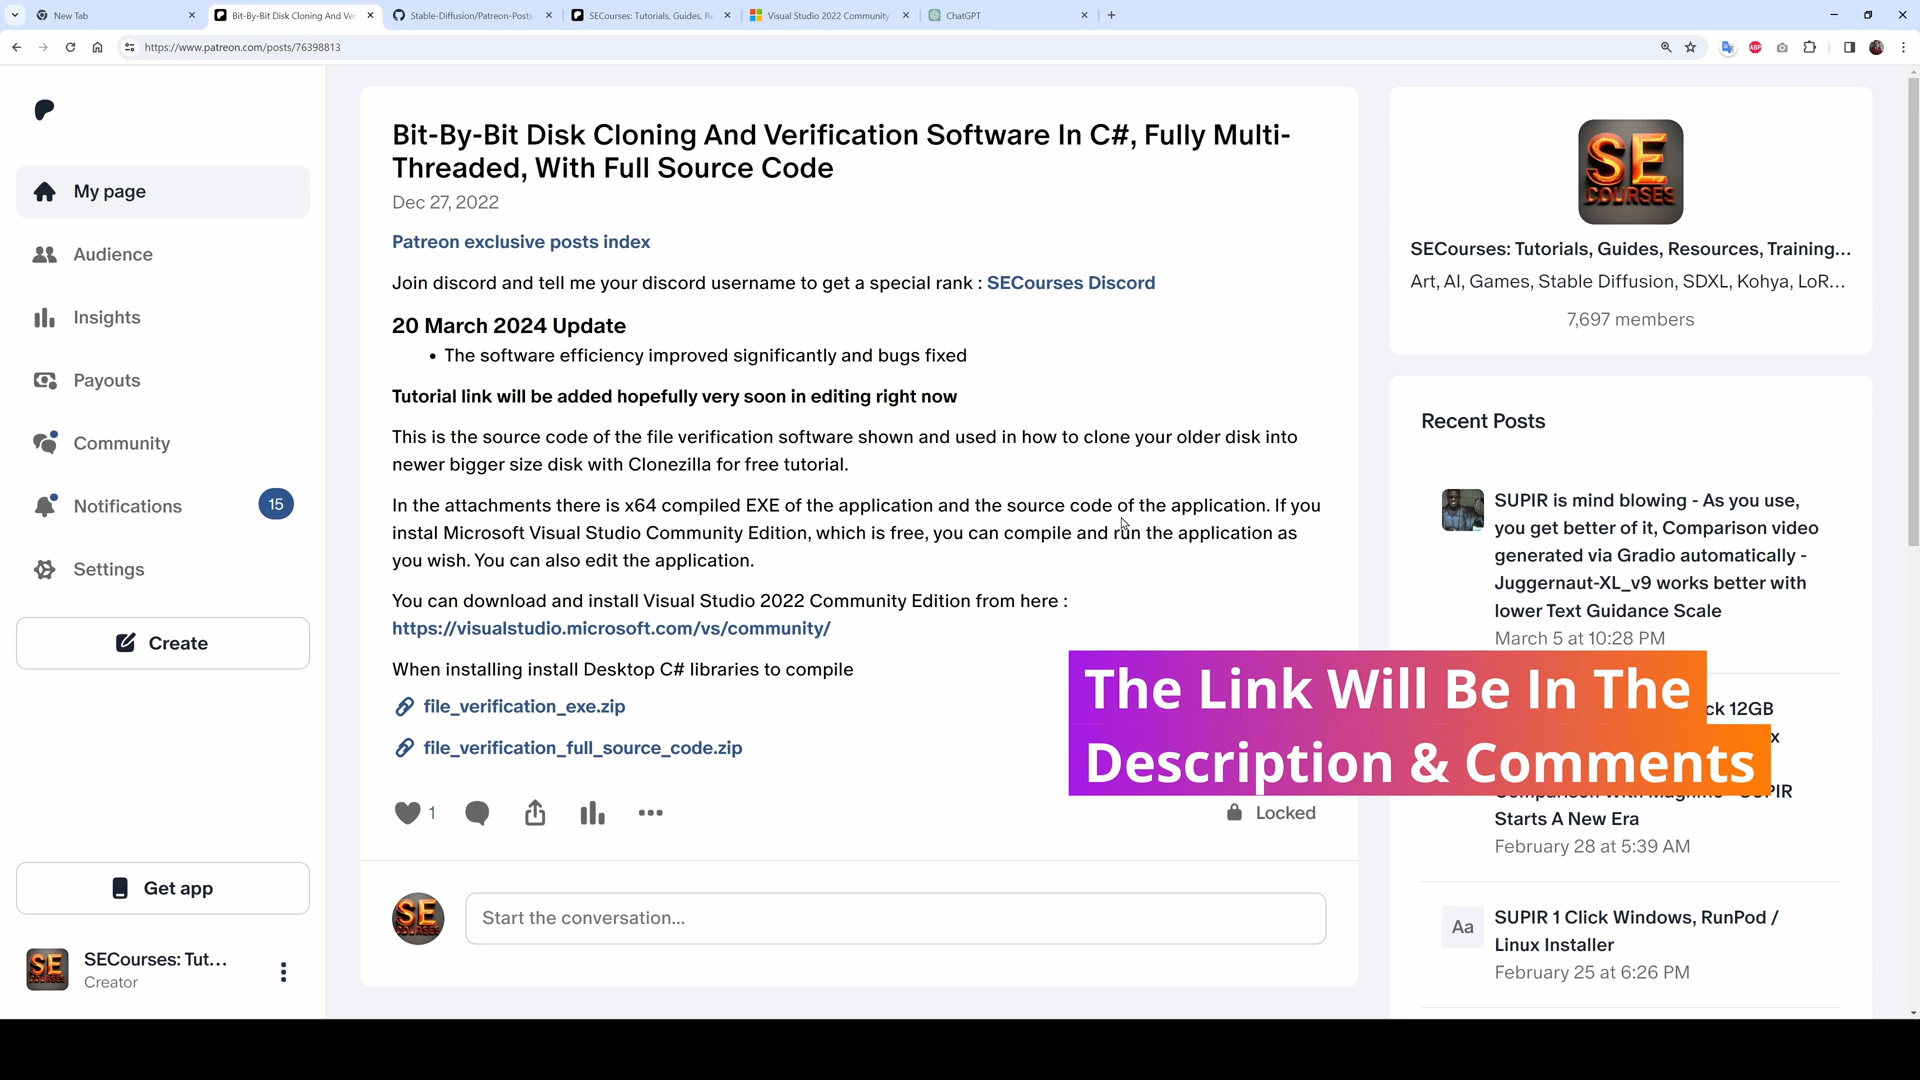 New Tab
Bit-By-Bit Disk Cloning And Ve
Stable-Diffusion/Patreon-Posts-
SECourses: Tutorials, Guides, R
Visual Studio 2022 Community
ChatGPT
https://www.patreon.com/posts/76398813
ABP
My page
Audience
Insights
Payouts
Community
Notifications
15
Settings
Create
Get app
SECourses: Tut...
Creator
Bit-By-Bit Disk Cloning And Verification Software In C#, Fully Multi-
Threaded, With Full Source Code
Dec 27, 2022
Patreon exclusive posts index
Join discord and tell me your discord username to get a special rank : SECourses Discord
20 March 2024 Update
• The software efficiency improved significantly and bugs fixed
Tutorial link will be added hopefully very soon in editing right now
This is the source code of the file verification software shown and used in how to clone your older disk into
newer bigger size disk with Clonezilla for free tutorial.
In the attachments there is x64 compiled EXE of the application and the source code of the application. If you
instal Microsoft Visual Studio Community Edition, which is free, you can compile and run the application as
you wish. You can also edit the application.
You can download and install Visual Studio 2022 Community Edition from here :
https://visualstudio.microsoft.com/vs/community/
When installing install Desktop C# libraries to compile
file_verification_exe.zip
file_verification_full_source_code.zip
1
Locked
SE
Start the conversation...
SE
COURSES
SECourses: Tutorials, Guides, Resources, Training...
Art, AI, Games, Stable Diffusion, SDXL, Kohya, LoR...
7,697 members
Recent Posts
SUPIR is mind blowing - As you use,
you get better of it, Comparison video
generated via Gradio automatically -
Juggernaut-XL_v9 works better with
lower Text Guidance Scale
March 5 at 10:28 PM
The Link Will Be In The
Description & Comments
12GB
Starts A New Era
February 28 at 5:39 AM
Aa
SUPIR 1 Click Windows, RunPod /
Linux Installer
February 25 at 6:26 PM